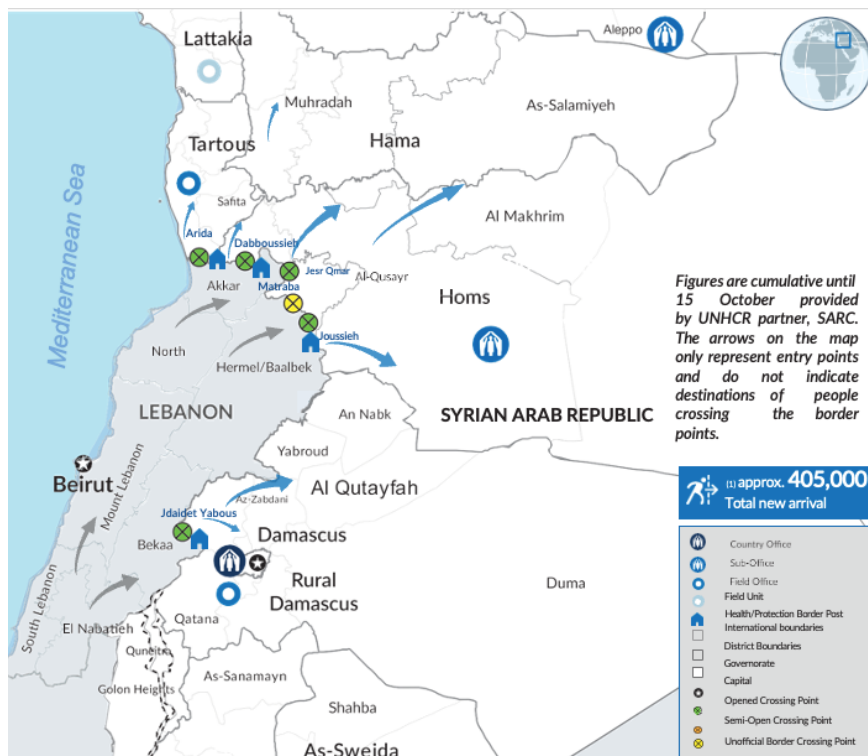 Lattakia
Aleppo
Muhradah
As-Salamiyeh
Hama
Tartous
Mediterranean Sea
Safita
Al Makhrim
Arida
Dabboussieh
Jesr Qmar
Al-Qusayr
Akkar
Matraba
Homs
Joussieh
North
Hermel/Baalbek
Figures are cumulative until
15 October provided
by UNHCR partner, SARC.
The arrows on the map
only represent entry points
and do not indicate
destinations of people
crossing the border
points.
LEBANON
An Nabk
SYRIAN ARAB REPUBLIC
Yabroud
Beirut
Mount Lebanon
Az-Zabdani
Al Qutayfah
(1) approx. 405,000
Total new arrival
Jdaidet Yabous
Bekaa
Damascus
Rural
Damascus
Duma
South Lebanon
El Nabatieh
Qatana
Quneitra
Golon Heights
As-Sanamayn
Shahba
As-Sweida
Country Office
Sub-Office
Field Office
Field Unit
Health/Protection Border Post
International boundaries
District Boundaries
Governorate
Capital
Opened Crossing Point
Semi-Open Crossing Point
Unofficial Border Crossing Point